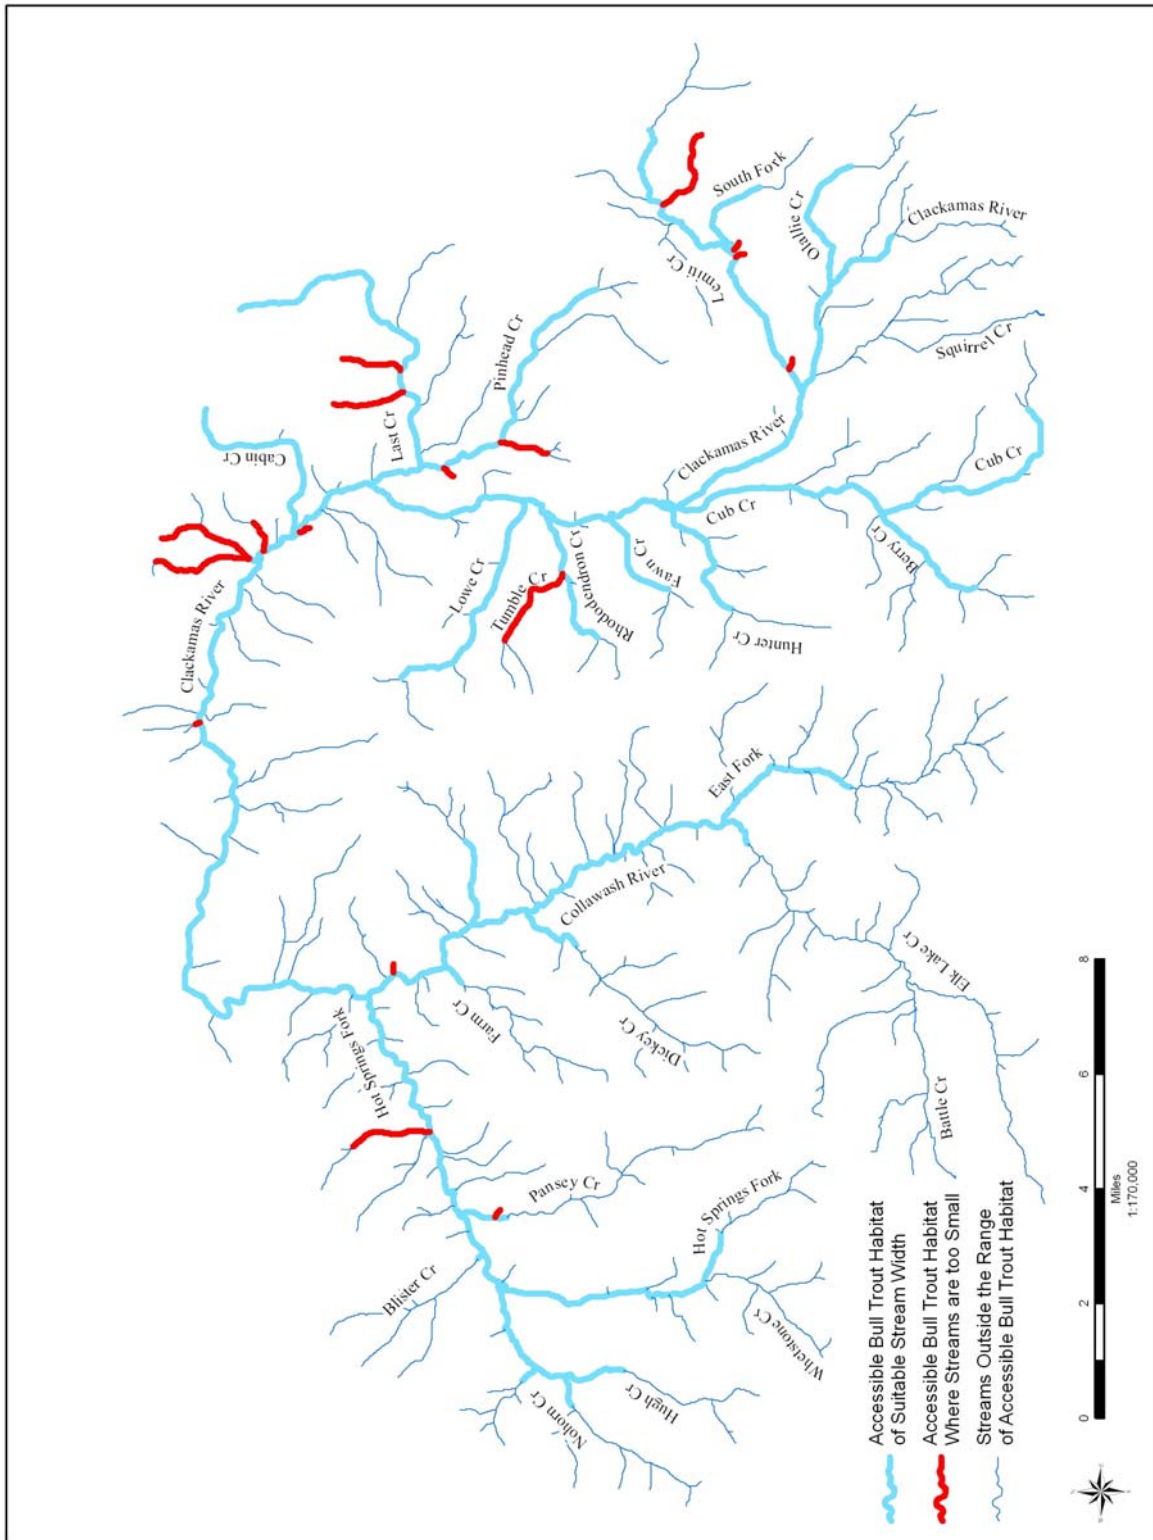 South Fork
Olallie Cr
Clackamas River
Lemiti Cr
Squirrel Cr
Pinhead Cr
Last Cr
Cabin Cr
Clackamas River
Cub Cr
Cub Cr
Berry Cr
Clackamas River
Lowe Cr
Tumble Cr
Rhododendron Cr
Fawn Cr
Hunter Cr
East Fork
Collawash River
Elk Lake Cr
Battle Cr
Dickey Cr
Farm Cr
Hot Springs Fork
Pansey Cr
Hot Springs Fork
Whetstone Cr
Blister Cr
Hugh Cr
Nohorn Cr
Accessible Bull Trout Habitat
of Suitable Stream Width
Accessible Bull Trout Habitat
Where Streams are too Small
Streams Outside the Range
of Accessible Bull Trout Habitat
0 2 4 6 8
Miles
1:170,000